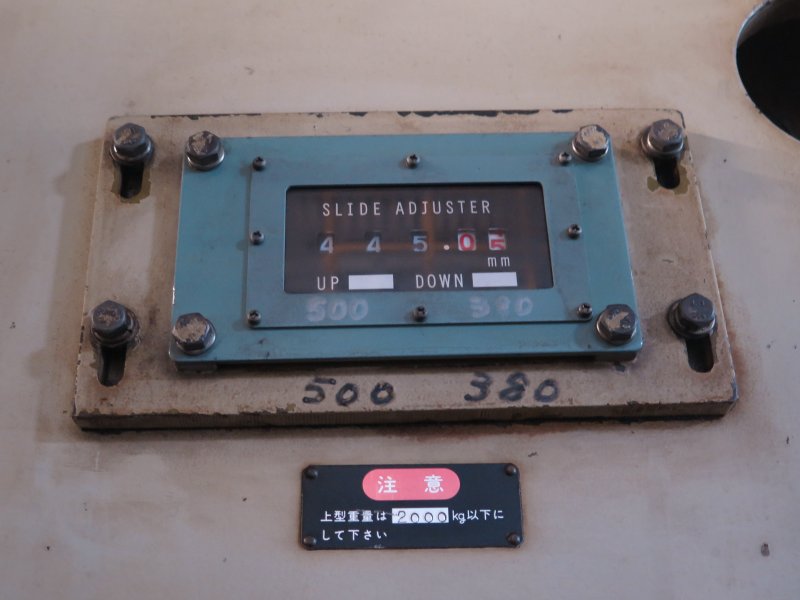 SLIDE ADJUSTER
4 4 5.0
mm
UP DOWN
500 380
500 380
注意
上型重量は2000kg以下に
して下さい